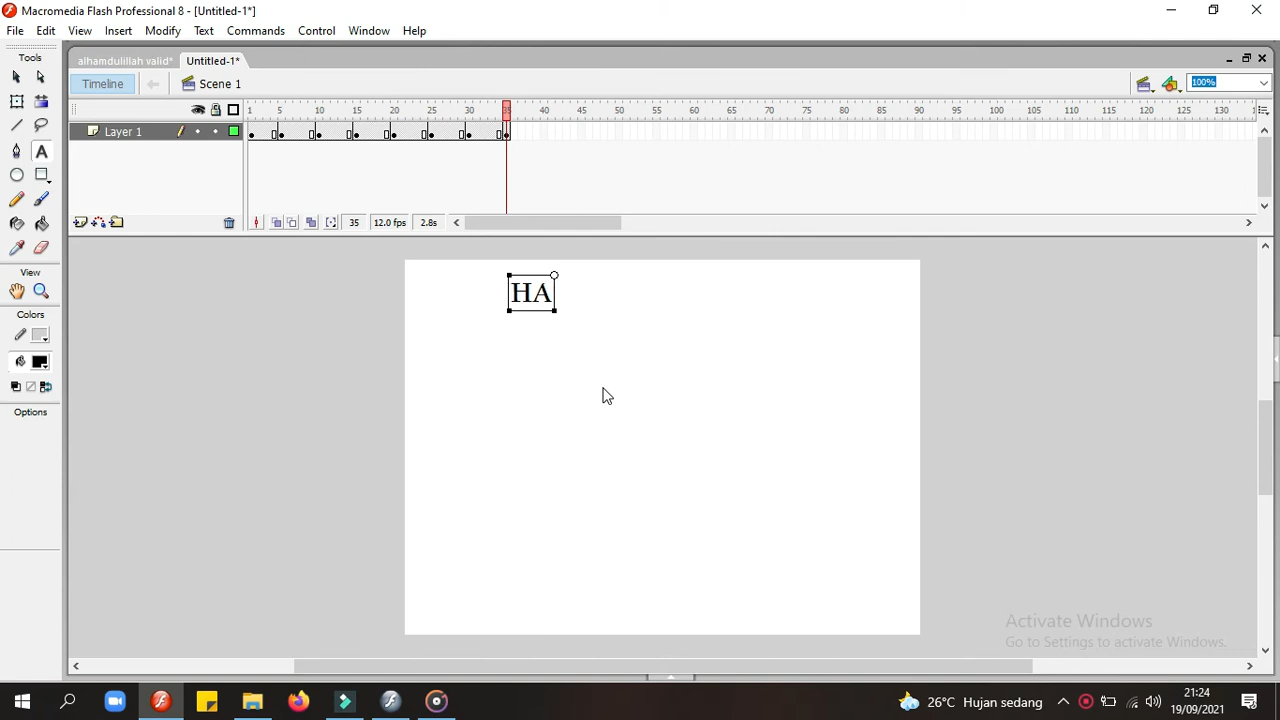 Macromedia Flash Professional 8 - [Untitled-1*]
File Edit View Insert Modify Text Commands Control Window Help
Tools
alhamdulillah valid* Untitled-1*
Timeline Scene 1 100%
1 5 10 15 20 25 30 35 40 45 50 55 60 65 70 75 80 85 90 95 100 105 110 115 120 125 130
Layer 1
35 12.0 fps 2.8s
A
View
Colors
Options
HA
Activate Windows
Go to Settings to activate Windows.
26°C Hujan sedang
21:24
19/09/2021